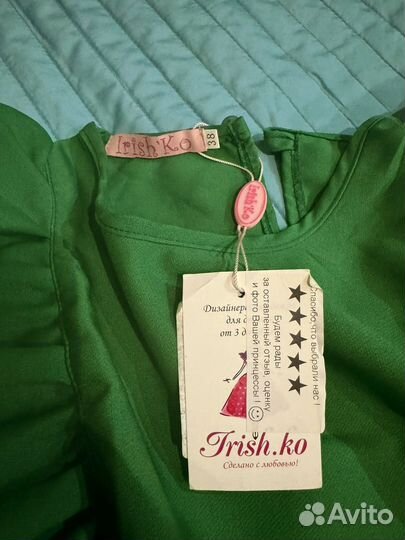 Irish'Ko
38
Irish'Ko
Дизайнер
для д
от 3 д
Спасибо, что выбрали нас!
★★★★★
Будем рады
за оставленный отзыв, оценку
и фото Вашей принцессы!
Irish.ko
Сделано с любовью!
Avito